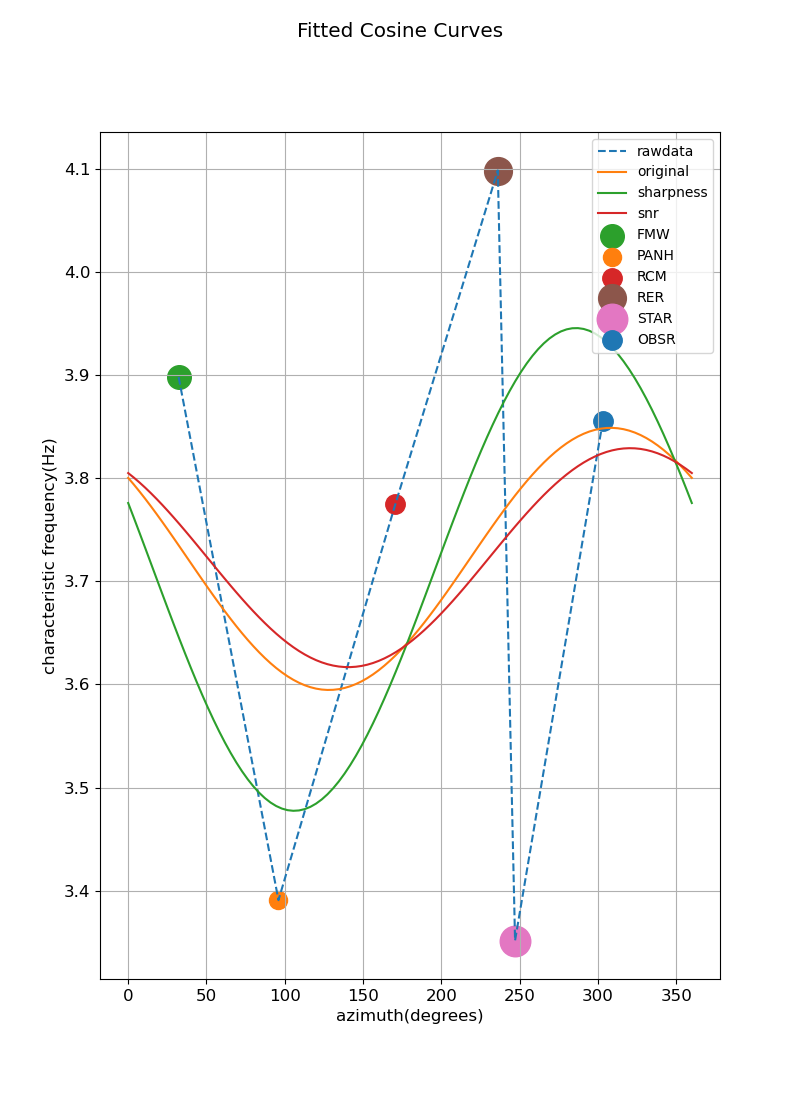 Fitted Cosine Curves
rawdata
original
sharpness
snr
FMW
PANH
RCM
RER
STAR
OBSR
characteristic frequency(Hz)
4.1
4.0
3.9
3.8
3.7
3.6
3.5
3.4
0 50 100 150 200 250 300 350
azimuth(degrees)